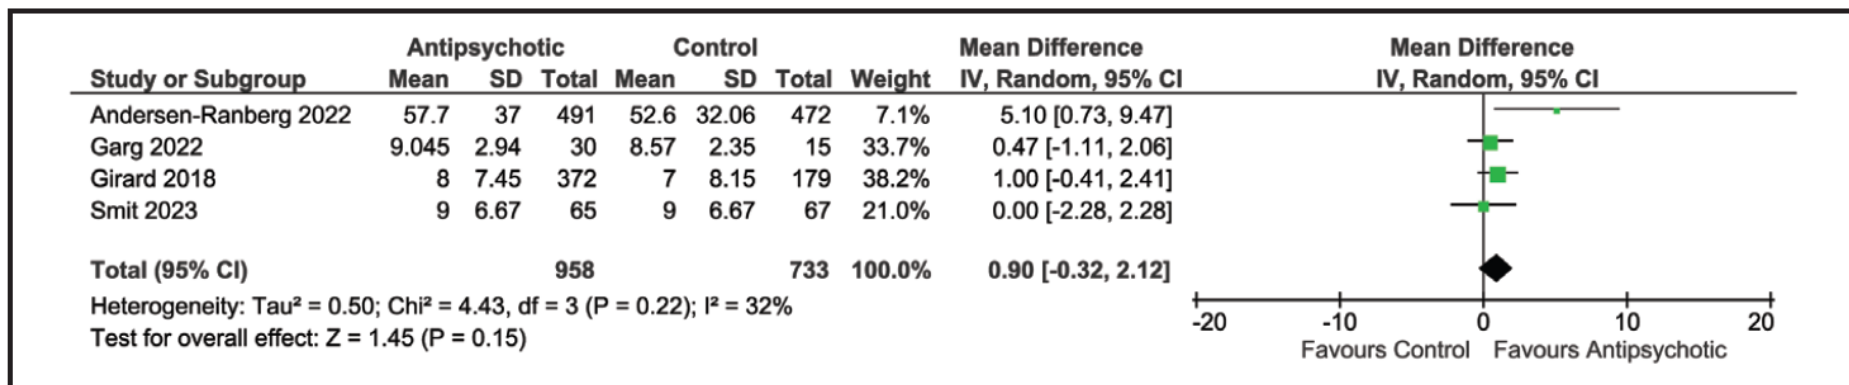 Antipsychotic Control Mean Difference Mean Difference
Study or Subgroup Mean SD Total Mean SD Total Weight IV, Random, 95% CI IV, Random, 95% CI
Andersen-Ranberg 2022 57.7 37 491 52.6 32.06 472 7.1% 5.10 [0.73, 9.47]
Garg 2022 9.045 2.94 30 8.57 2.35 15 33.7% 0.47 [-1.11, 2.06]
Girard 2018 8 7.45 372 7 8.15 179 38.2% 1.00 [-0.41, 2.41]
Smit 2023 9 6.67 65 9 6.67 67 21.0% 0.00 [-2.28, 2.28]
Total (95% CI) 958 733 100.0% 0.90 [-0.32, 2.12]
Heterogeneity: Tau² = 0.50; Chi² = 4.43, df = 3 (P = 0.22); I² = 32%
Test for overall effect: Z = 1.45 (P = 0.15)
-20 -10 0 10 20
Favours Control Favours Antipsychotic